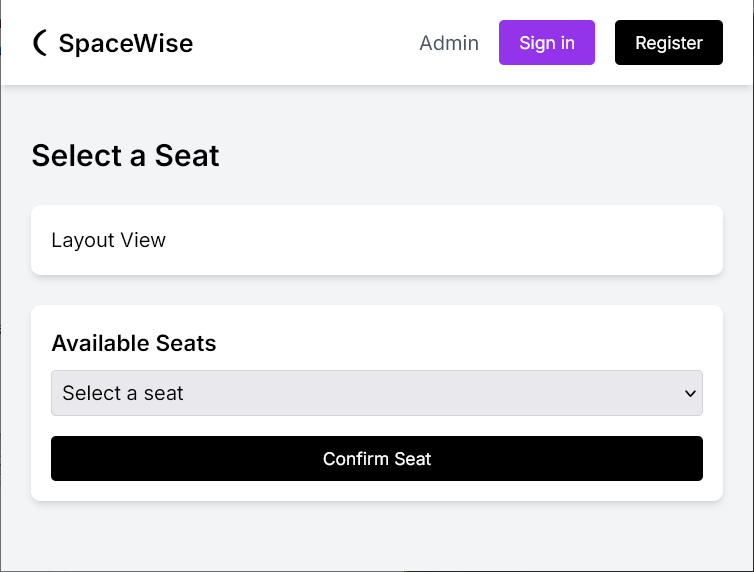 SpaceWise
Admin
Sign in
Register
Select a Seat
Layout View
Available Seats
Select a seat
Confirm Seat